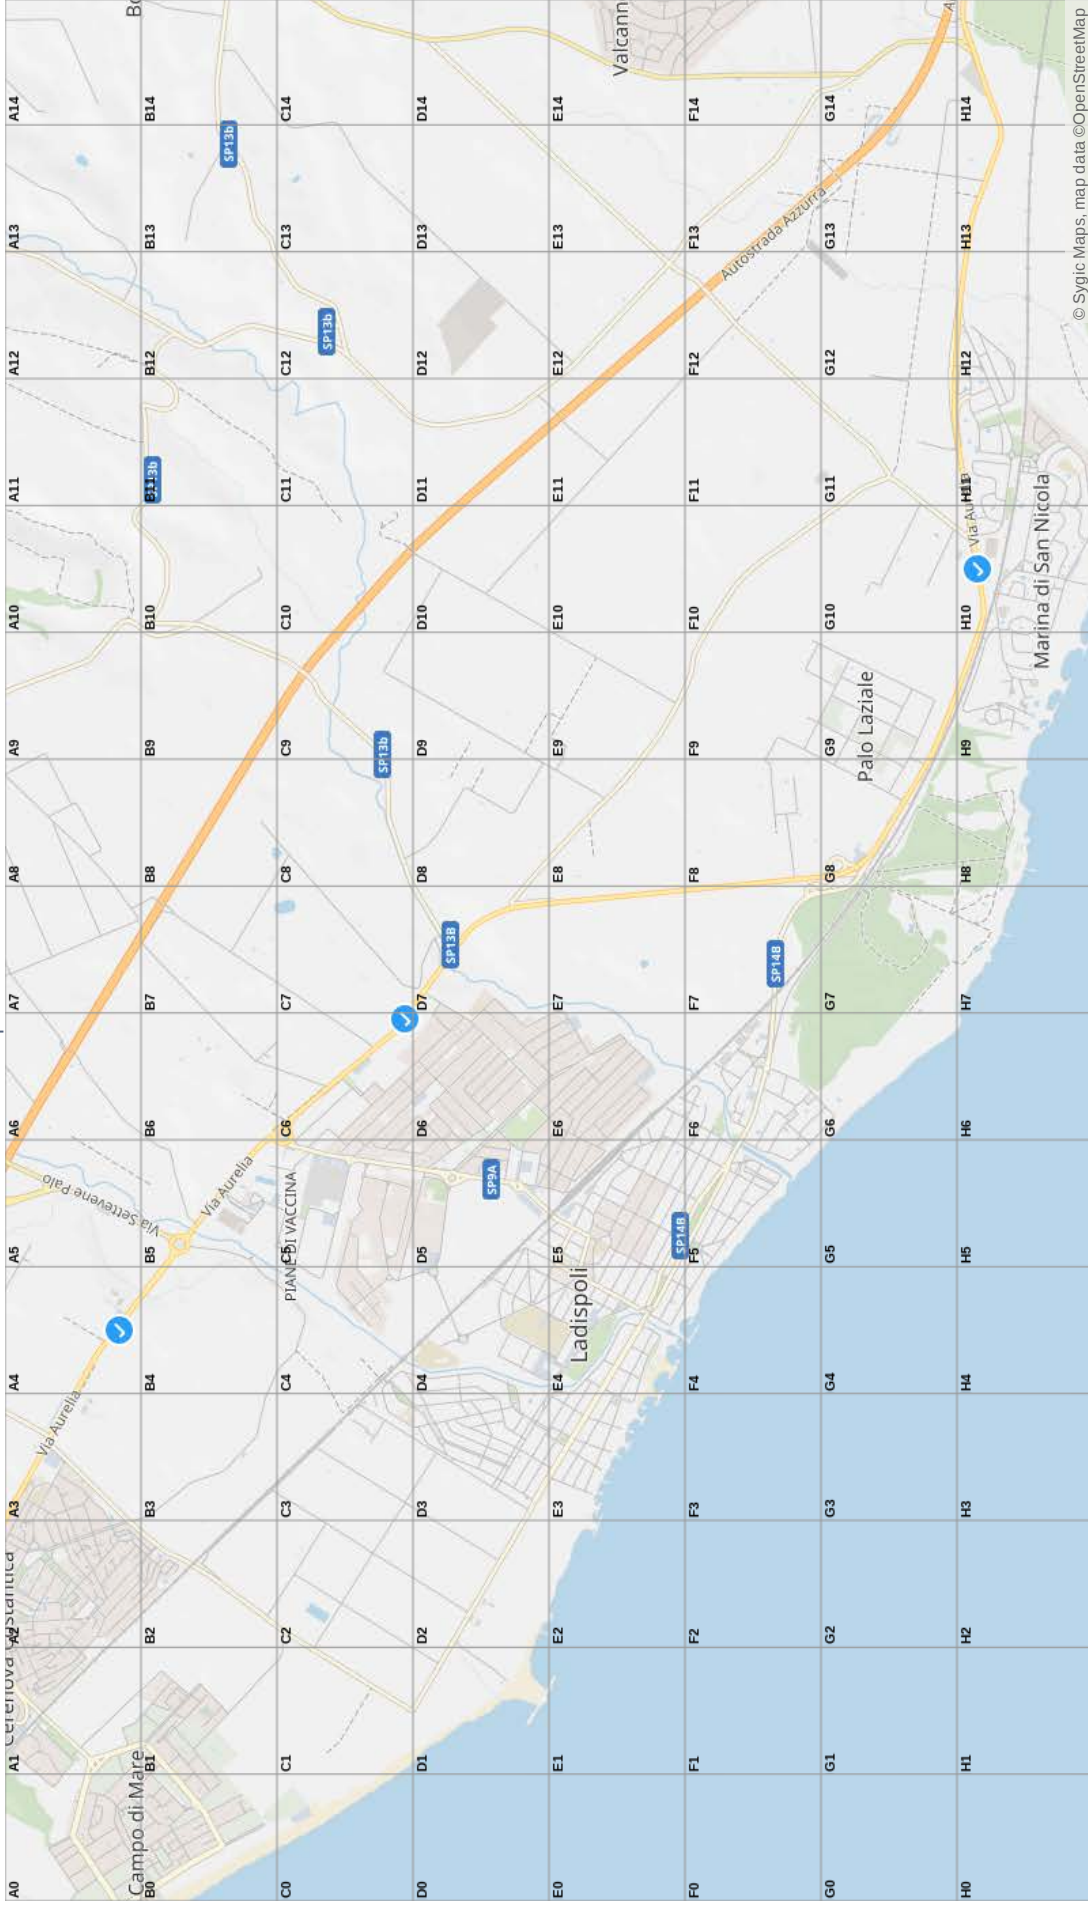 A0
A1
A2
A3
A4
A5
A6
A7
A8
A9
A10
A11
A12
A13
A14
B0
B1
B2
B3
B4
B5
B6
B7
B8
B9
B10
B11
B12
B13
B14
C0
C1
C2
C3
C4
C5
C6
C7
C8
C9
C10
C11
C12
C13
C14
D0
D1
D2
D3
D4
D5
D6
D7
D8
D9
D10
D11
D12
D13
D14
E0
E1
E2
E3
E4
E5
E6
E7
E8
E9
E10
E11
E12
E13
E14
F0
F1
F2
F3
F4
F5
F6
F7
F8
F9
F10
F11
F12
F13
F14
G0
G1
G2
G3
G4
G5
G6
G7
G8
G9
G10
G11
G12
G13
G14
H0
H1
H2
H3
H4
H5
H6
H7
H8
H9
H10
H11
H12
H13
H14
Campo di Mare
Via Aurelia
Via Settevene Palo
Via Aurelia
PIANE DI VACCINA
Ladispoli
SP9A
SP14B
SP14B
SP13B
SP13b
SP13b
SP13b
SP13b
Palo Laziale
Marina di San Nicola
Via Aurelia
Autostrada Azzurra
Valcann
Bo
© Sygic Maps, map data ©OpenStreetMap